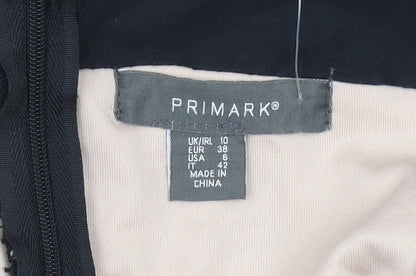 PRIMARK®
UK/IRL 10
EUR 38
USA 6
IT 42
MADE IN
CHINA